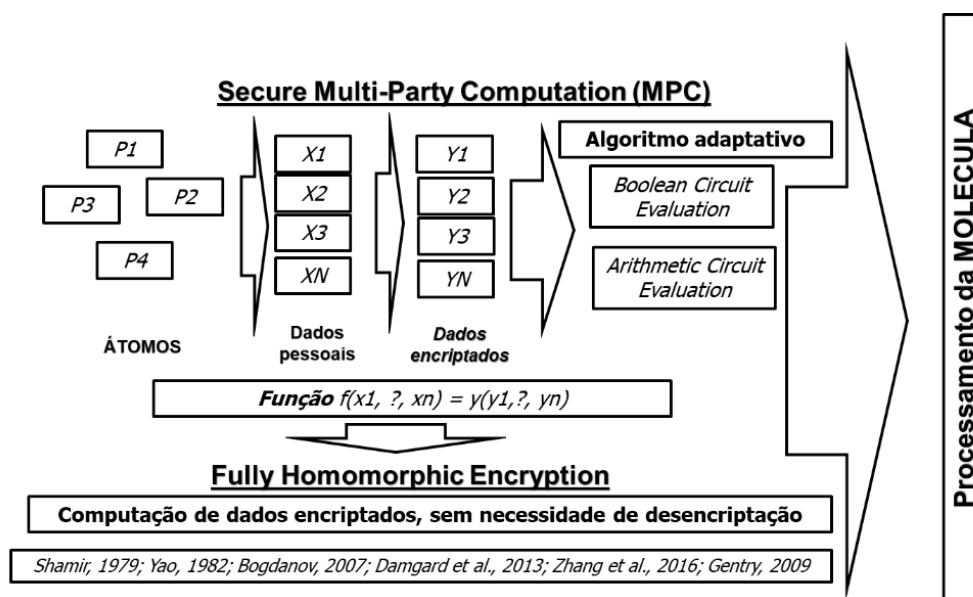 Secure Multi-Party Computation (MPC)
P1
P2
P3
P4
ÁTOMOS
X1
X2
X3
XN
Dados
pessoais
Y1
Y2
Y3
YN
Dados
encriptados
Algoritmo adaptativo
Boolean Circuit
Evaluation
Arithmetic Circuit
Evaluation
Função f(x1, ?, xn) = y(y1,?, yn)
Fully Homomorphic Encryption
Computação de dados encriptados, sem necessidade de desencriptação
Shamir, 1979; Yao, 1982; Bogdanov, 2007; Damgard et al., 2013; Zhang et al., 2016; Gentry, 2009
Processamento da MOLECULA